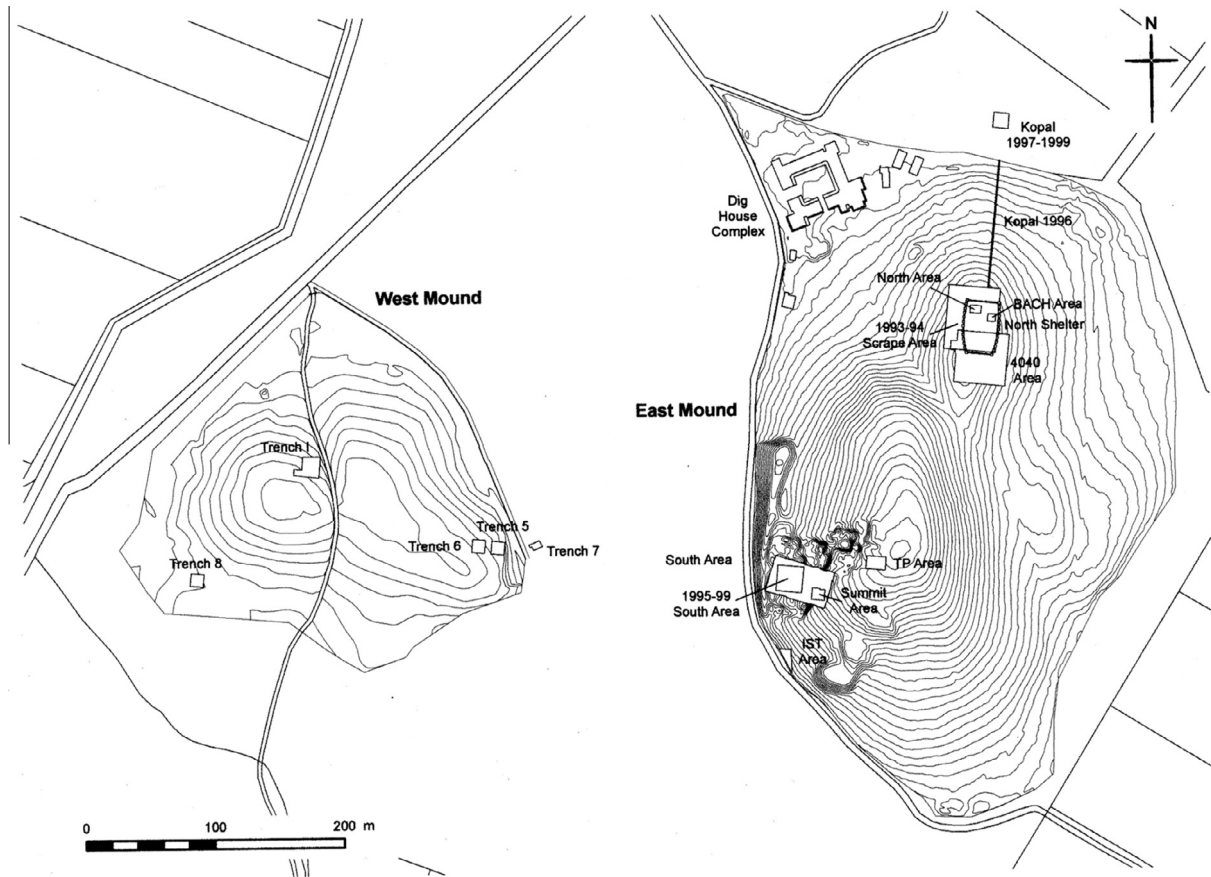 N
Kopal
1997-1999
Dig
House
Complex
Kopal 1996
North Area
BACH Area
1993-94
Scrape Area
North Shelter
4040
Area
West Mound
East Mound
Trench I
Trench 5
Trench 6
Trench 7
Trench 8
South Area
TP Area
1995-99
South Area
Summit
Area
IST
Area
0
100
200 m